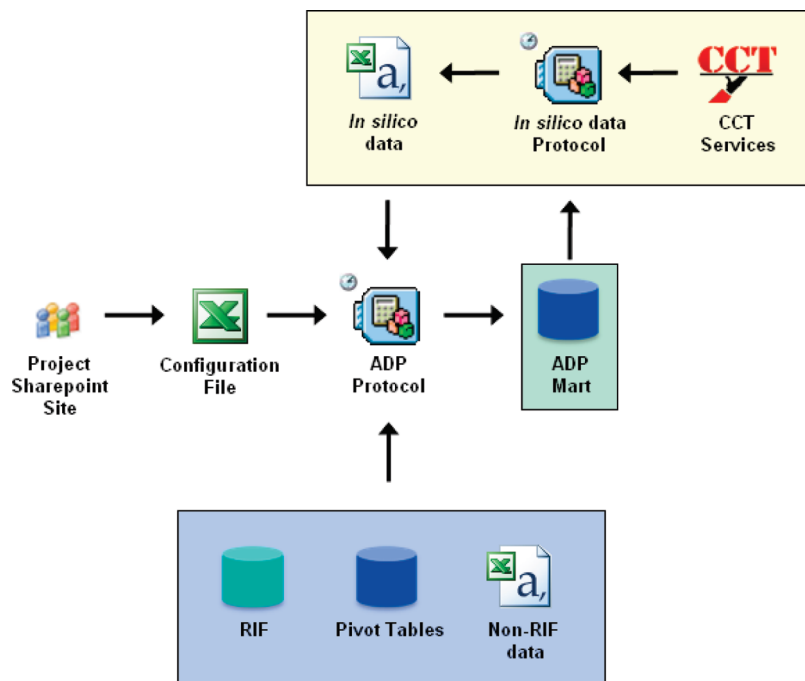 CCT
a,
In silico
data
In silico data
Protocol
CCT
Services
Project
Sharepoint
Site
Configuration
File
ADP
Protocol
ADP
Mart
RIF
Pivot Tables
a,
Non-RIF
data